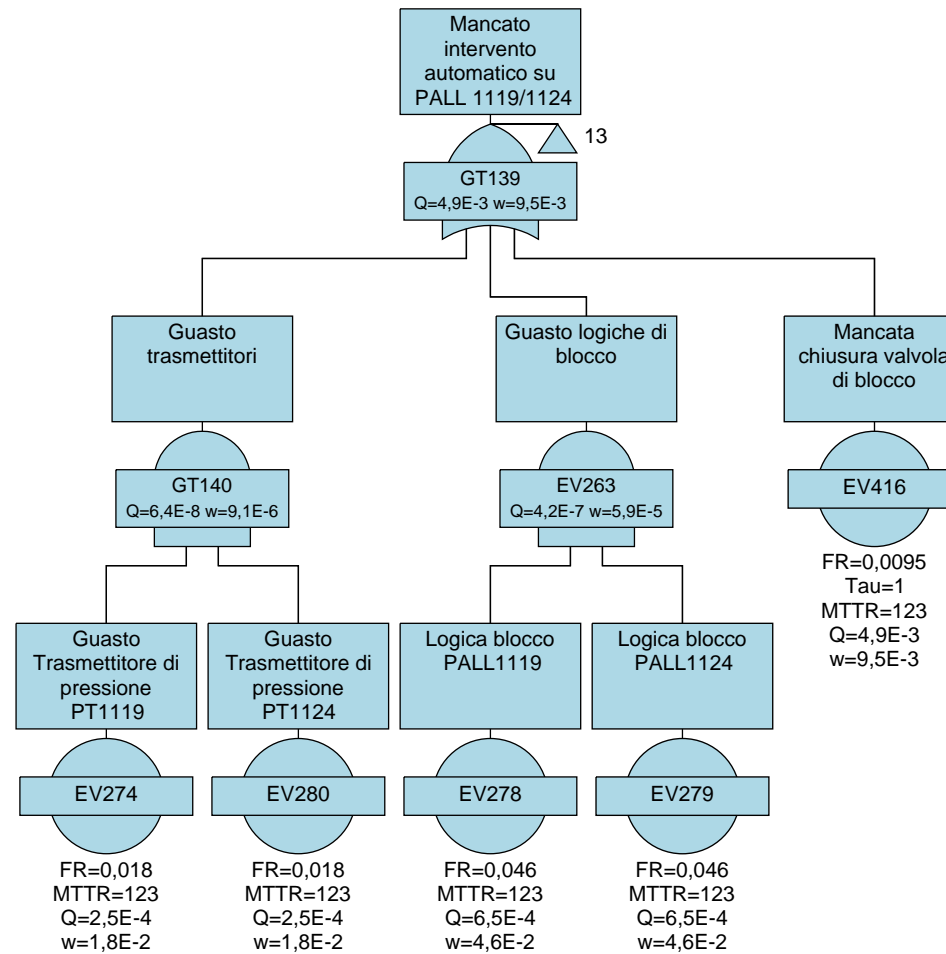 Mancato
intervento
automatico su
PALL 1119/1124
13
GT139
Q=4,9E-3 w=9,5E-3
Guasto
trasmettitori
Guasto logiche di
blocco
Mancata
chiusura valvola
di blocco
GT140
Q=6,4E-8 w=9,1E-6
EV263
Q=4,2E-7 w=5,9E-5
EV416
FR=0,0095
Tau=1
MTTR=123
Q=4,9E-3
w=9,5E-3
Guasto
Trasmettitore di
pressione
PT1119
Guasto
Trasmettitore di
pressione
PT1124
Logica blocco
PALL1119
Logica blocco
PALL1124
EV274
EV280
EV278
EV279
FR=0,018
MTTR=123
Q=2,5E-4
w=1,8E-2
FR=0,018
MTTR=123
Q=2,5E-4
w=1,8E-2
FR=0,046
MTTR=123
Q=6,5E-4
w=4,6E-2
FR=0,046
MTTR=123
Q=6,5E-4
w=4,6E-2